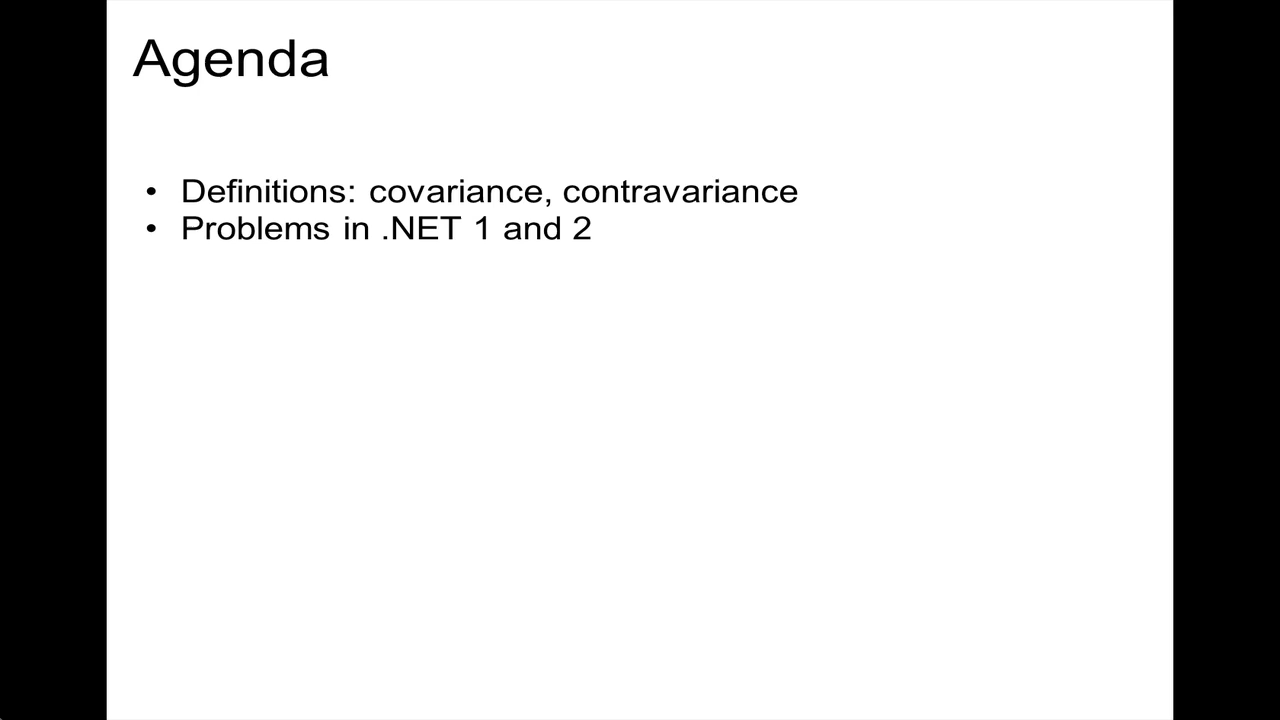 Agenda
• Definitions: covariance, contravariance
• Problems in .NET 1 and 2